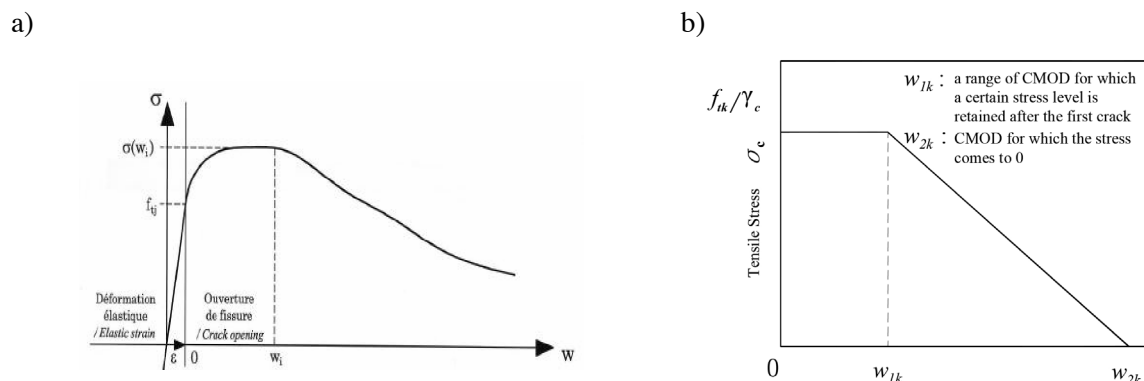 a)
σ
σ(wᵢ)
f_tj
Déformation
élastique
/Elastic strain
Ouverture
de fissure
/Crack opening
ε
0
wᵢ
w
b)
f_tk/γ_c
σ_c
Tensile Stress
w_1k : a range of CMOD for which
a certain stress level is
retained after the first crack
w_2k : CMOD for which the stress
comes to 0
0
w_1k
w_2k